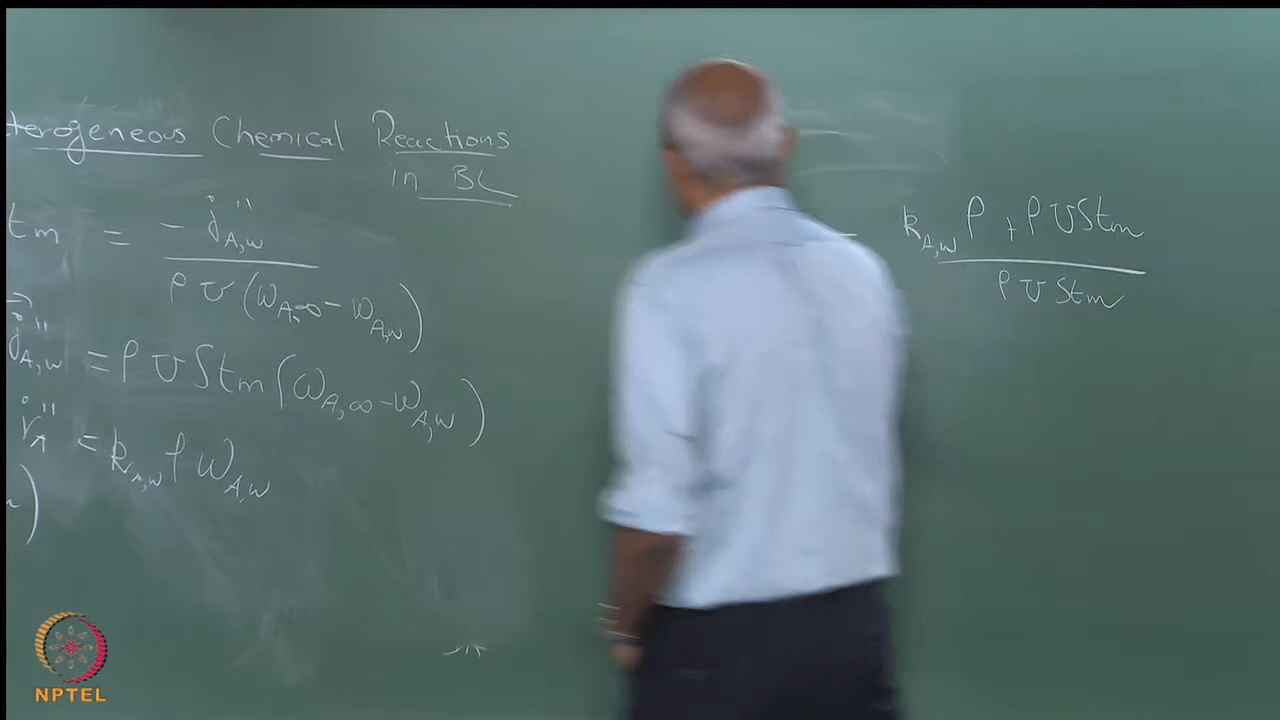 terogeneous Chemical Reactions
in BL
tm = - j̇''A,w / ρ U (ωA,∞ - ωA,w)
j̇''A,w = ρ U Stm (ωA,∞ - ωA,w)
= kA,w ρ ωA,w
kA,w ρ + ρ U Stm / ρ U Stm
NPTEL